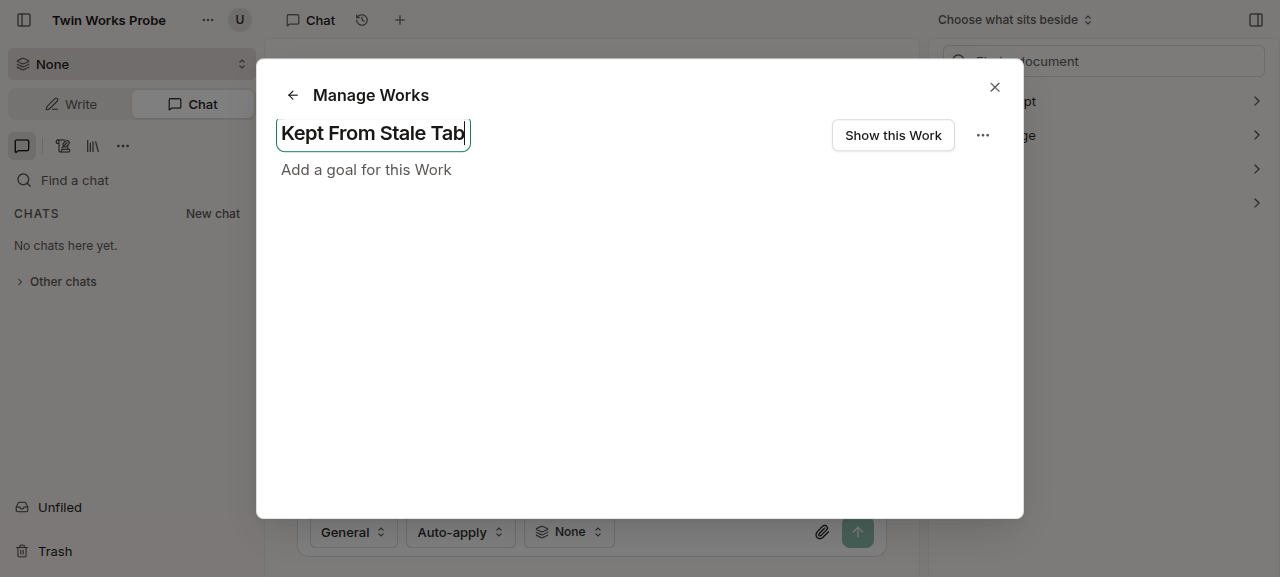 Twin Works Probe
U
Chat
Choose what sits beside
None
Write
Chat
Find a chat
CHATS
New chat
No chats here yet.
Other chats
Unfiled
Trash
Manage Works
Kept From Stale Tab
Show this Work
Add a goal for this Work
General
Auto-apply
None
document